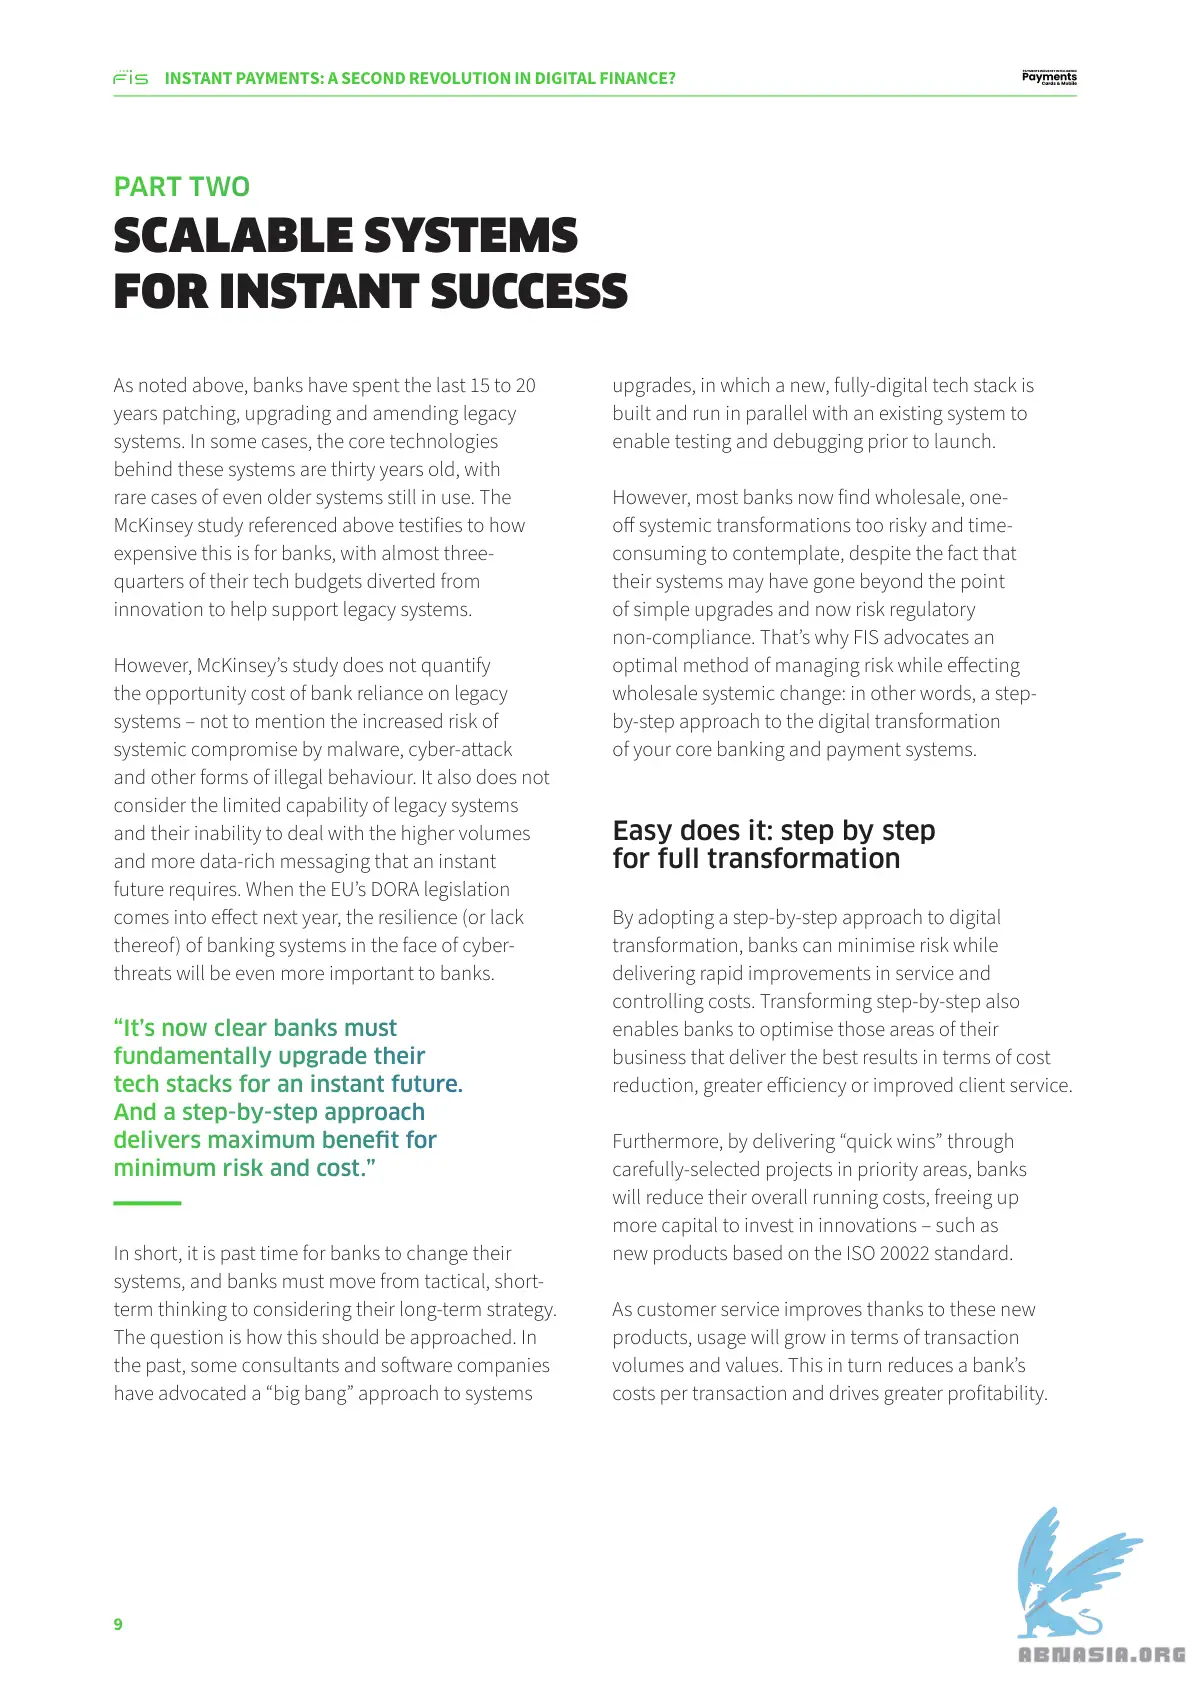 FIS
INSTANT PAYMENTS: A SECOND REVOLUTION IN DIGITAL FINANCE?
Payments
Cards & Mobile
PART TWO
SCALABLE SYSTEMS
FOR INSTANT SUCCESS
As noted above, banks have spent the last 15 to 20
years patching, upgrading and amending legacy
systems. In some cases, the core technologies
behind these systems are thirty years old, with
rare cases of even older systems still in use. The
McKinsey study referenced above testifies to how
expensive this is for banks, with almost three-
quarters of their tech budgets diverted from
innovation to help support legacy systems.
However, McKinsey’s study does not quantify
the opportunity cost of bank reliance on legacy
systems – not to mention the increased risk of
systemic compromise by malware, cyber-attack
and other forms of illegal behaviour. It also does not
consider the limited capability of legacy systems
and their inability to deal with the higher volumes
and more data-rich messaging that an instant
future requires. When the EU’s DORA legislation
comes into effect next year, the resilience (or lack
thereof) of banking systems in the face of cyber-
threats will be even more important to banks.
“It’s now clear banks must
fundamentally upgrade their
tech stacks for an instant future.
And a step-by-step approach
delivers maximum benefit for
minimum risk and cost.”
In short, it is past time for banks to change their
systems, and banks must move from tactical, short-
term thinking to considering their long-term strategy.
The question is how this should be approached. In
the past, some consultants and software companies
have advocated a “big bang” approach to systems
upgrades, in which a new, fully-digital tech stack is
built and run in parallel with an existing system to
enable testing and debugging prior to launch.
However, most banks now find wholesale, one-
off systemic transformations too risky and time-
consuming to contemplate, despite the fact that
their systems may have gone beyond the point
of simple upgrades and now risk regulatory
non-compliance. That’s why FIS advocates an
optimal method of managing risk while effecting
wholesale systemic change: in other words, a step-
by-step approach to the digital transformation
of your core banking and payment systems.
Easy does it: step by step
for full transformation
By adopting a step-by-step approach to digital
transformation, banks can minimise risk while
delivering rapid improvements in service and
controlling costs. Transforming step-by-step also
enables banks to optimise those areas of their
business that deliver the best results in terms of cost
reduction, greater efficiency or improved client service.
Furthermore, by delivering “quick wins” through
carefully-selected projects in priority areas, banks
will reduce their overall running costs, freeing up
more capital to invest in innovations – such as
new products based on the ISO 20022 standard.
As customer service improves thanks to these new
products, usage will grow in terms of transaction
volumes and values. This in turn reduces a bank’s
costs per transaction and drives greater profitability.
9
ABNASIA.ORG